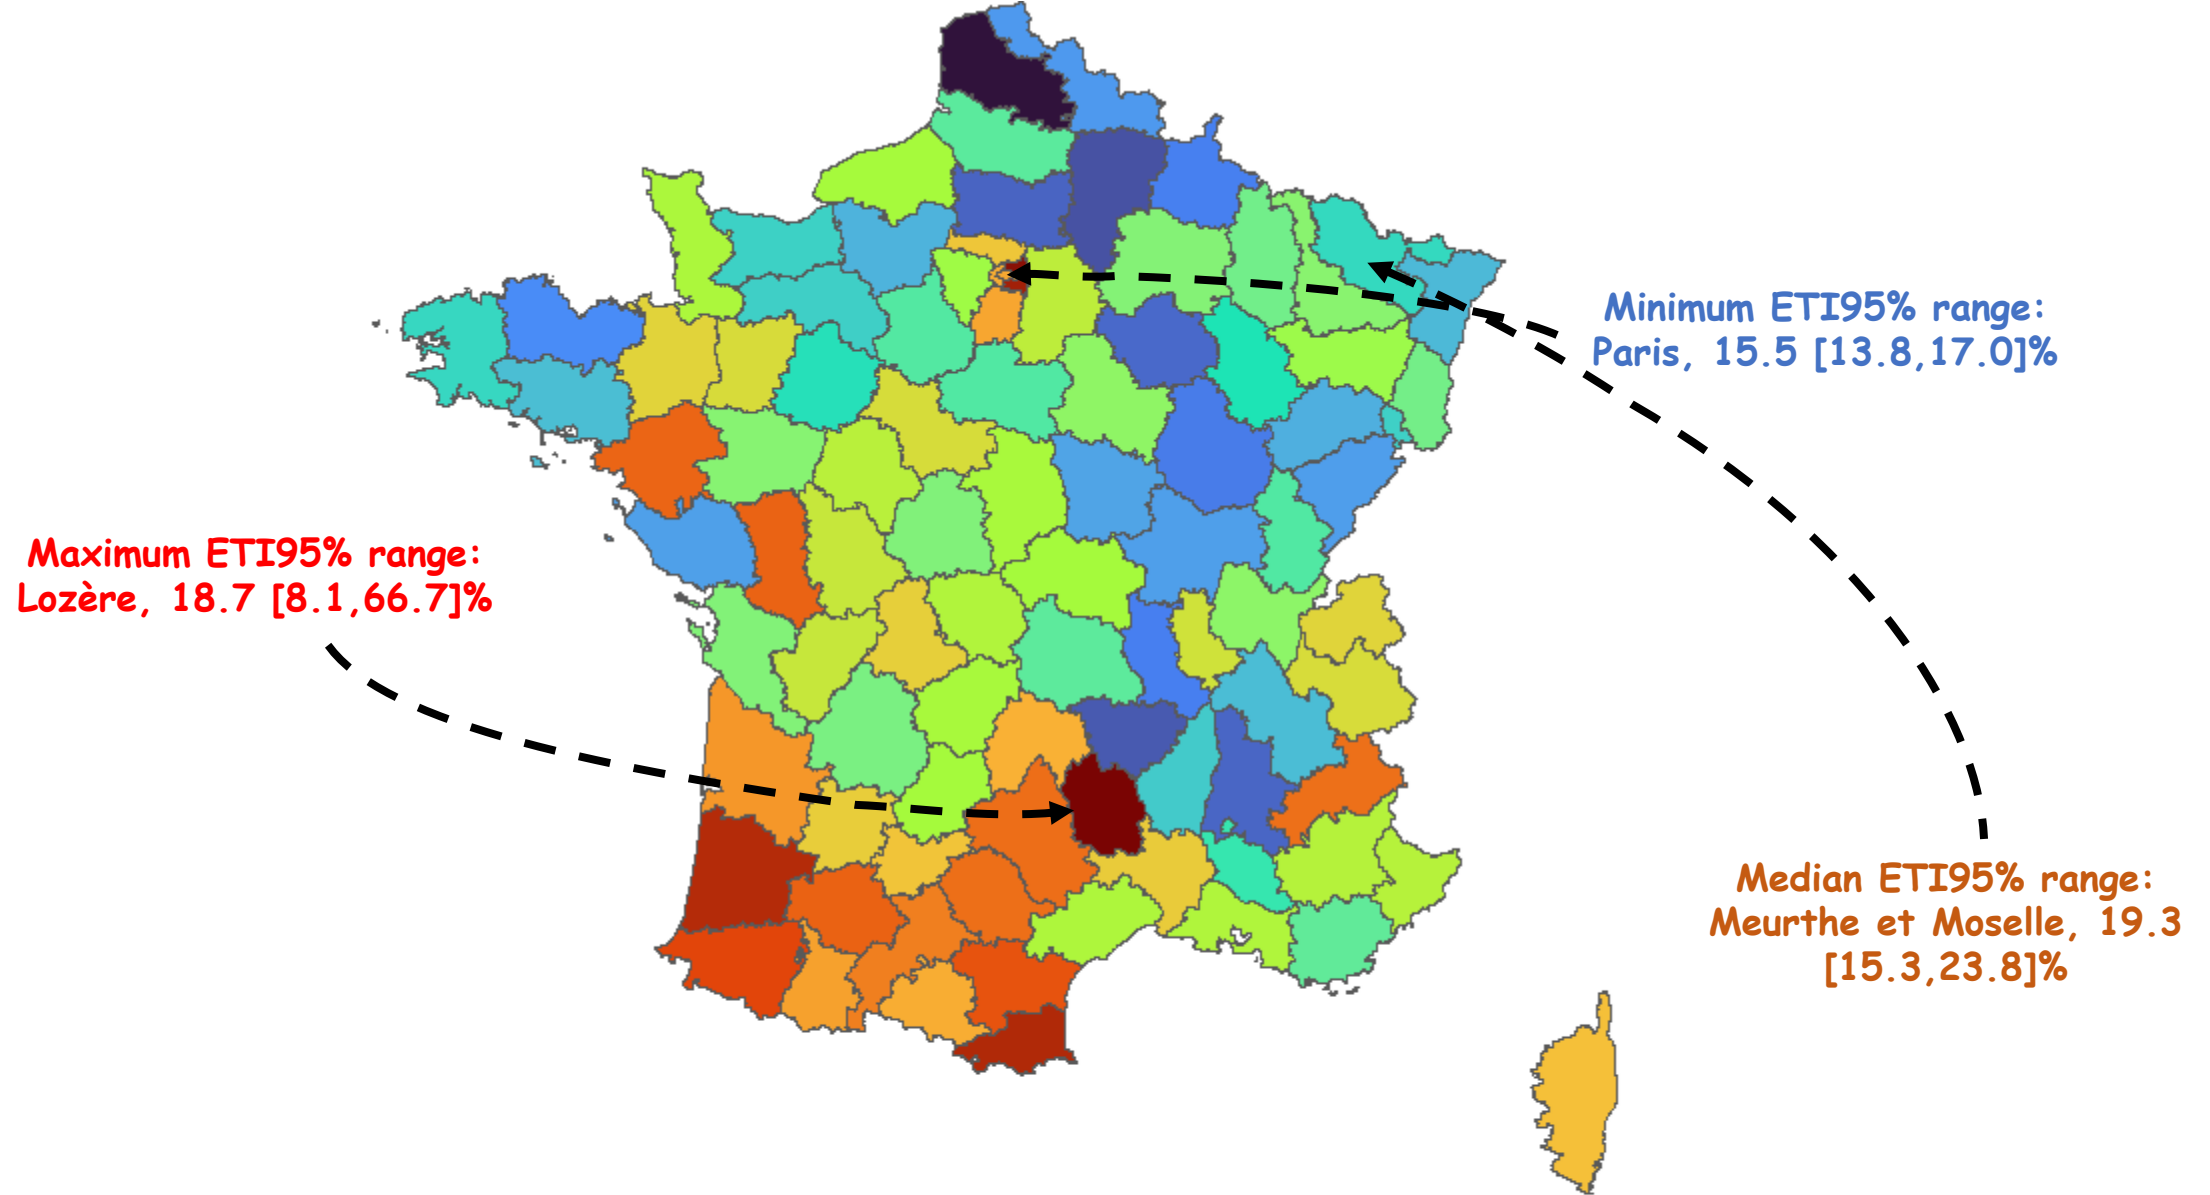 Minimum ETI95% range:
Paris, 15.5 [13.8,17.0]%
Maximum ETI95% range:
Lozère, 18.7 [8.1,66.7]%
Median ETI95% range:
Meurthe et Moselle, 19.3
[15.3,23.8]%